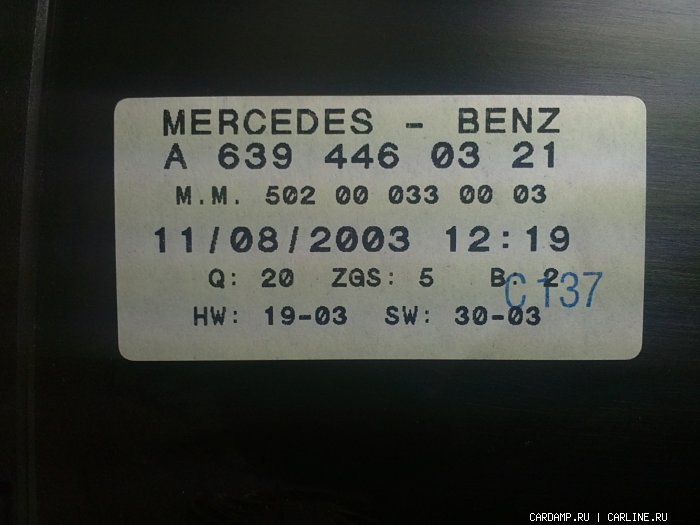 MERCEDES - BENZ
A 639 446 03 21
M.M. 502 00 033 00 03
11/08/2003 12:19
Q: 20 ZGS: 5 B. 2
C 137
HW: 19-03 SW: 30-03
CARDAMP.RU | CARLINE.RU